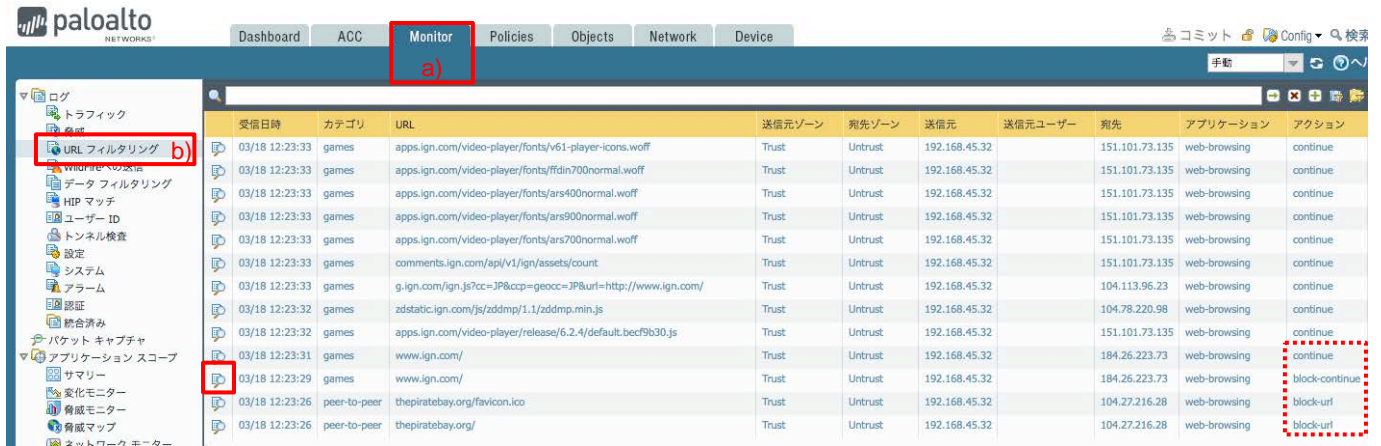 paloalto
NETWORKS
Dashboard ACC Monitor Policies Objects Network Device
コミット Config 検索
a)
手動 ヘル
ログ
トラフィック
脅威
URL フィルタリング b)
WildFireへの送信
データ フィルタリング
HIP マッチ
ユーザー ID
トンネル検査
設定
システム
アラーム
認証
統合済み
パケット キャプチャ
アプリケーション スコープ
サマリー
変化モニター
脅威モニター
脅威マップ
ネットワーク モニター
受信日時 カテゴリ URL 送信元ゾーン 宛先ゾーン 送信元 送信元ユーザー 宛先 アプリケーション アクション
03/18 12:23:33 games apps.ign.com/video-player/fonts/v61-player-icons.woff Trust Untrust 192.168.45.32 151.101.73.135 web-browsing continue
03/18 12:23:33 games apps.ign.com/video-player/fonts/ffdin700normal.woff Trust Untrust 192.168.45.32 151.101.73.135 web-browsing continue
03/18 12:23:33 games apps.ign.com/video-player/fonts/ars400normal.woff Trust Untrust 192.168.45.32 151.101.73.135 web-browsing continue
03/18 12:23:33 games apps.ign.com/video-player/fonts/ars900normal.woff Trust Untrust 192.168.45.32 151.101.73.135 web-browsing continue
03/18 12:23:33 games apps.ign.com/video-player/fonts/ars700normal.woff Trust Untrust 192.168.45.32 151.101.73.135 web-browsing continue
03/18 12:23:33 games comments.ign.com/api/v1/ign/assets/count Trust Untrust 192.168.45.32 151.101.73.135 web-browsing continue
03/18 12:23:33 games g.ign.com/ign.js?cc=JP&ccp=geocc=JP&url=http://www.ign.com/ Trust Untrust 192.168.45.32 104.113.96.23 web-browsing continue
03/18 12:23:32 games zdstatic.ign.com/js/zddmp/1.1/zddmp.min.js Trust Untrust 192.168.45.32 104.78.220.98 web-browsing continue
03/18 12:23:32 games apps.ign.com/video-player/release/6.2.4/default.becf9b30.js Trust Untrust 192.168.45.32 151.101.73.135 web-browsing continue
03/18 12:23:31 games www.ign.com/ Trust Untrust 192.168.45.32 184.26.223.73 web-browsing continue
03/18 12:23:29 games www.ign.com/ Trust Untrust 192.168.45.32 184.26.223.73 web-browsing block-continue
03/18 12:23:26 peer-to-peer thepiratebay.org/favicon.ico Trust Untrust 192.168.45.32 104.27.216.28 web-browsing block-url
03/18 12:23:26 peer-to-peer thepiratebay.org/ Trust Untrust 192.168.45.32 104.27.216.28 web-browsing block-url